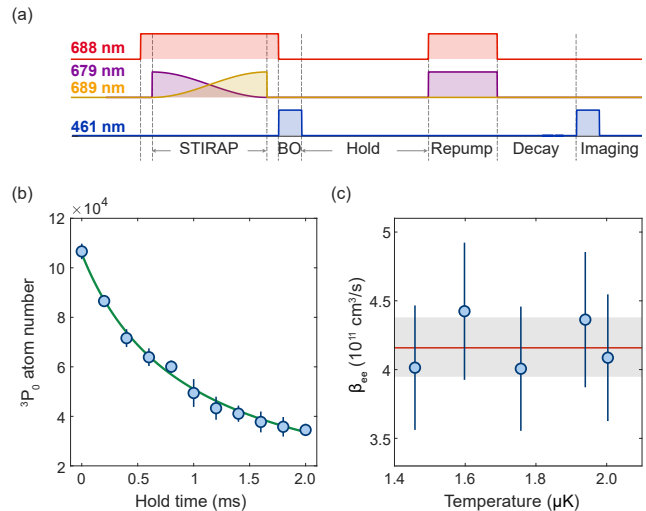 (a)
688 nm
679 nm
689 nm
461 nm
STIRAP BO Hold Repump Decay Imaging
(b)
12 × 10⁴
10
8
6
4
2
0 0.5 1.0 1.5 2.0
³P₀ atom number
Hold time (ms)
(c)
5
4.5
4
3.5
1.4 1.6 1.8 2.0
βee (10¹¹ cm³/s)
Temperature (µK)